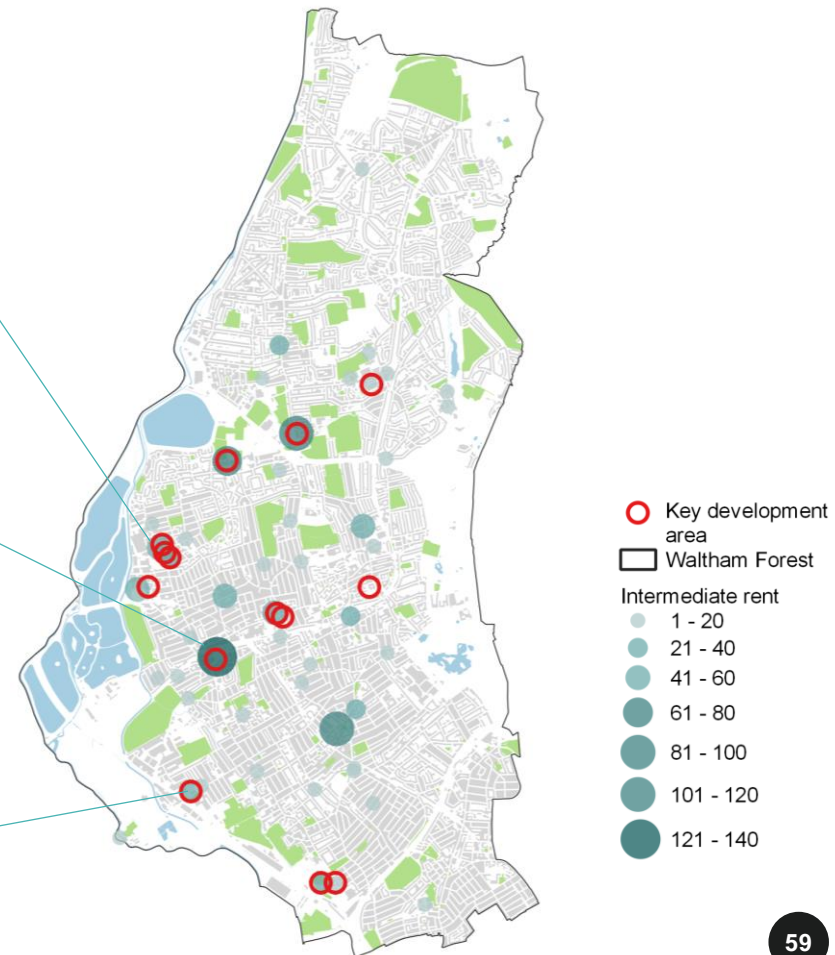 Key development
area
Waltham Forest
Intermediate rent
1 - 20
21 - 40
41 - 60
61 - 80
81 - 100
101 - 120
121 - 140
59